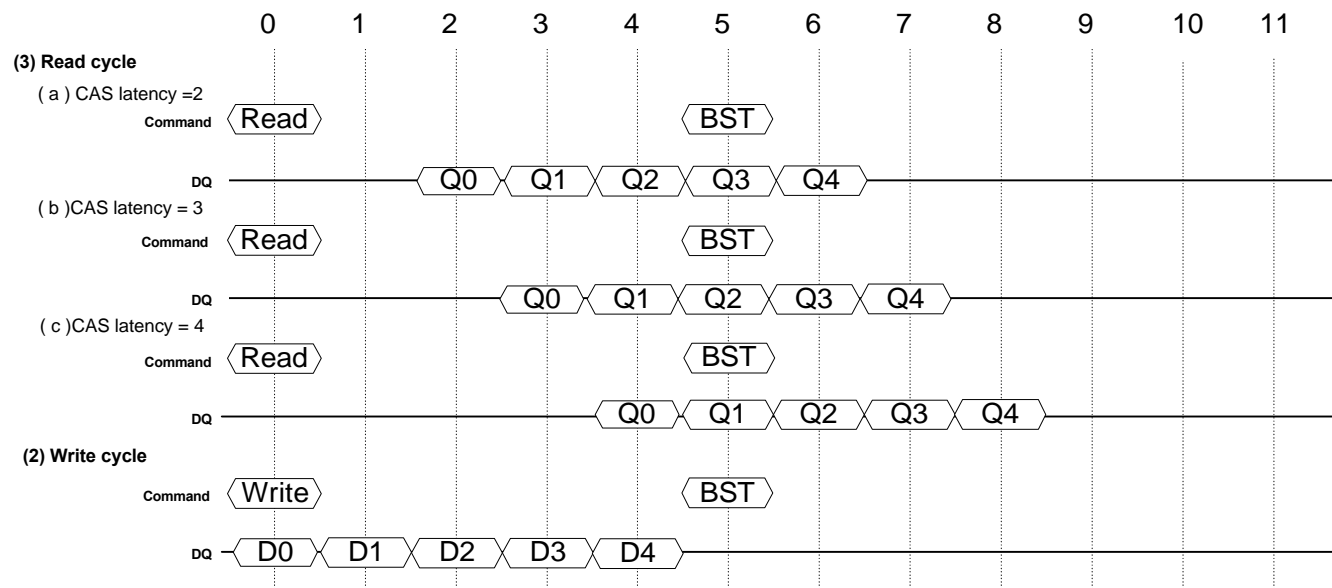 0 1 2 3 4 5 6 7 8 9 10 11
(3) Read cycle
( a ) CAS latency =2
Command Read BST
DQ Q0 Q1 Q2 Q3 Q4
( b )CAS latency = 3
Command Read BST
DQ Q0 Q1 Q2 Q3 Q4
( c )CAS latency = 4
Command Read BST
DQ Q0 Q1 Q2 Q3 Q4
(2) Write cycle
Command Write BST
DQ D0 D1 D2 D3 D4